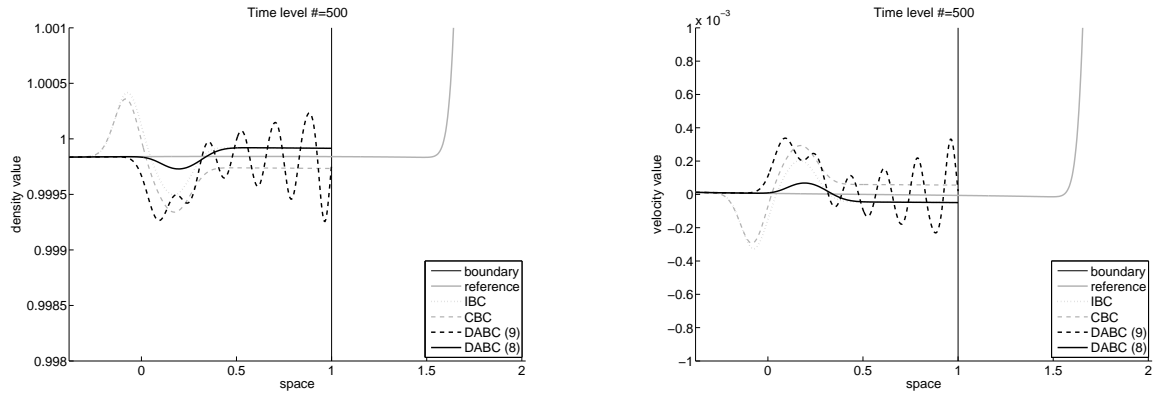 Time level #=500
1.001
1.0005
1
0.9995
0.999
0.9985
0.998
density value
0
0.5
1
1.5
2
space
boundary
reference
IBC
CBC
DABC (9)
DABC (8)
Time level #=500
x 10⁻³
1
0.8
0.6
0.4
0.2
0
−0.2
−0.4
−0.6
−0.8
−1
velocity value
0
0.5
1
1.5
2
space
boundary
reference
IBC
CBC
DABC (9)
DABC (8)